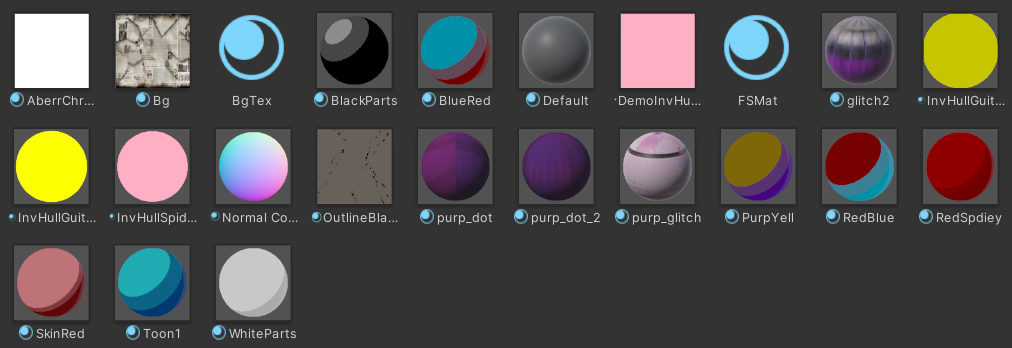 AberrChr...
Bg
BgTex
BlackParts
BlueRed
Default
DemoInvHu...
FSMat
glitch2
InvHullGuit...
InvHullGuit...
InvHullSpid...
Normal Co...
OutlineBla...
purp_dot
purp_dot_2
purp_glitch
PurpYell
RedBlue
RedSpdiey
SkinRed
Toon1
WhiteParts